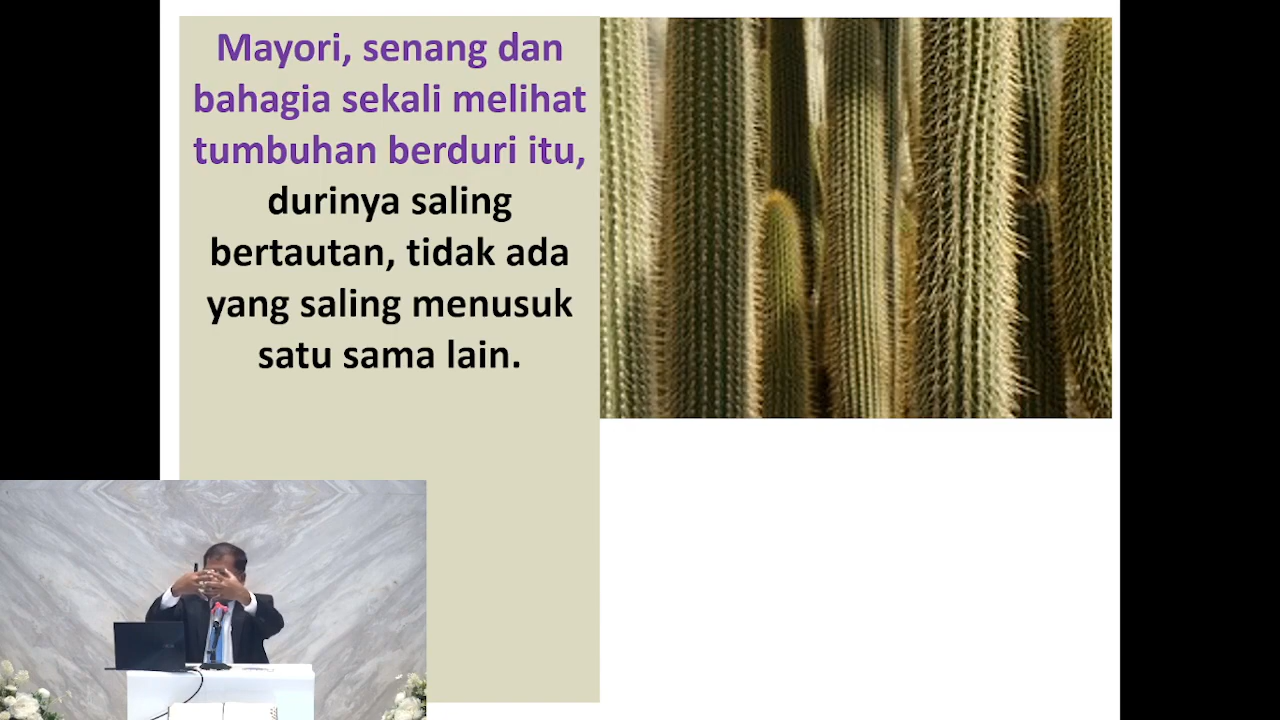 Mayori, senang dan
bahagia sekali melihat
tumbuhan berduri itu,
durinya saling
bertautan, tidak ada
yang saling menusuk
satu sama lain.